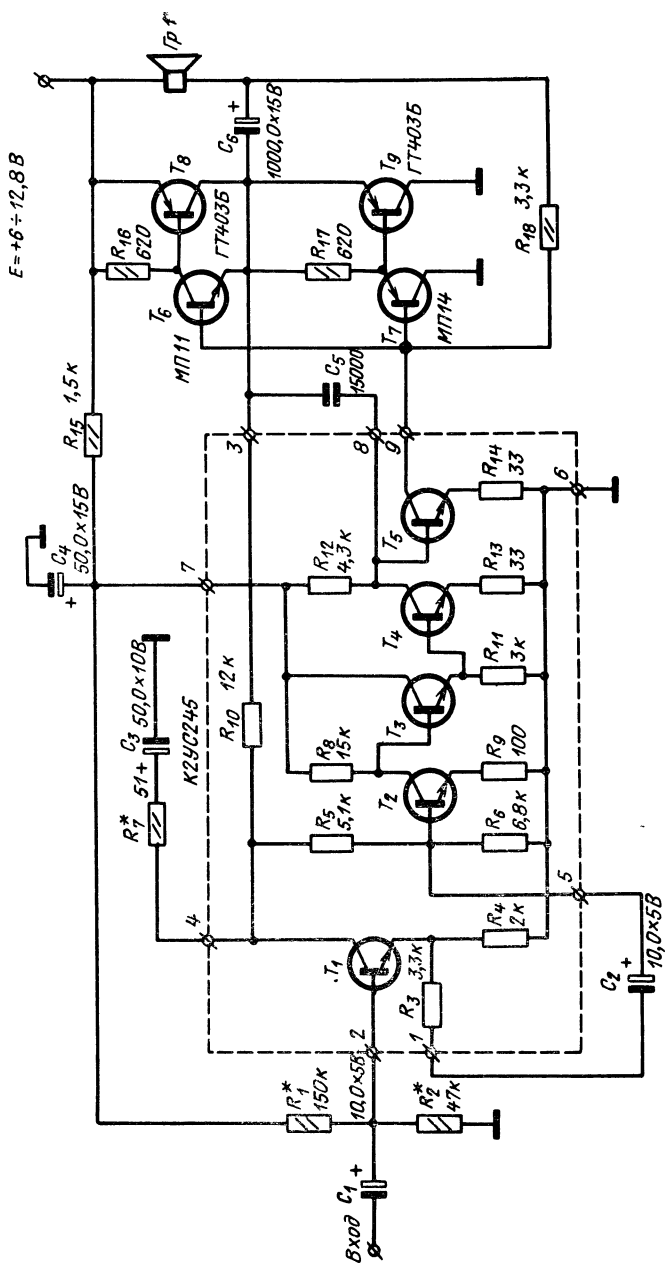 E=+6÷12,8В
Гр1
C6
1000,0×15В
T8
ГТ403Б
R16
620
T6
МП11
R17
620
T9
ГТ403Б
T7
МП14
R18
3,3к
R15
1,5к
C4
50,0×15В
C5
15000
3
8
9
7
6
R12
4,3к
T5
R14
33
R13
33
T4
R11
3к
T3
R10
12к
R8
15к
R9
100
T2
R5
5,1к
R6
6,8к
К2УС245
C3
50,0×10В
R7*
51
4
5
T1
R4
2к
R3
3,3к
C2
10,0×5В
2
1
R1*
150к
10,0×5В
R2*
47к
C1
Вход